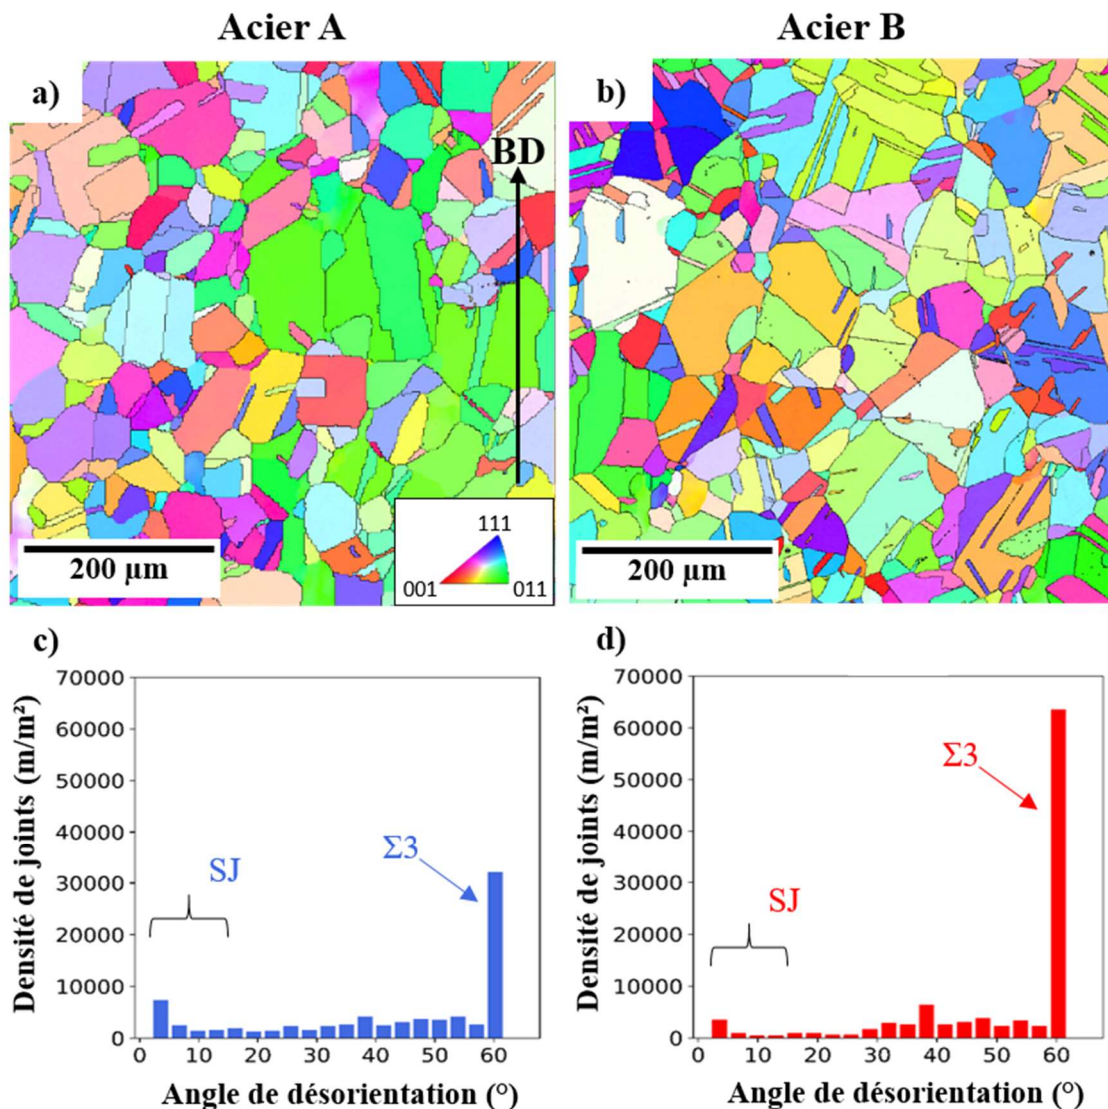 Acier A
Acier B
a)
b)
BD
111
001
011
200 µm
200 µm
c)
d)
Densité de joints (m/m²)
70000
60000
50000
40000
30000
20000
10000
0
SJ
Σ3
0
10
20
30
40
50
60
Angle de désorientation (°)
Densité de joints (m/m²)
70000
60000
50000
40000
30000
20000
10000
0
SJ
Σ3
0
10
20
30
40
50
60
Angle de désorientation (°)